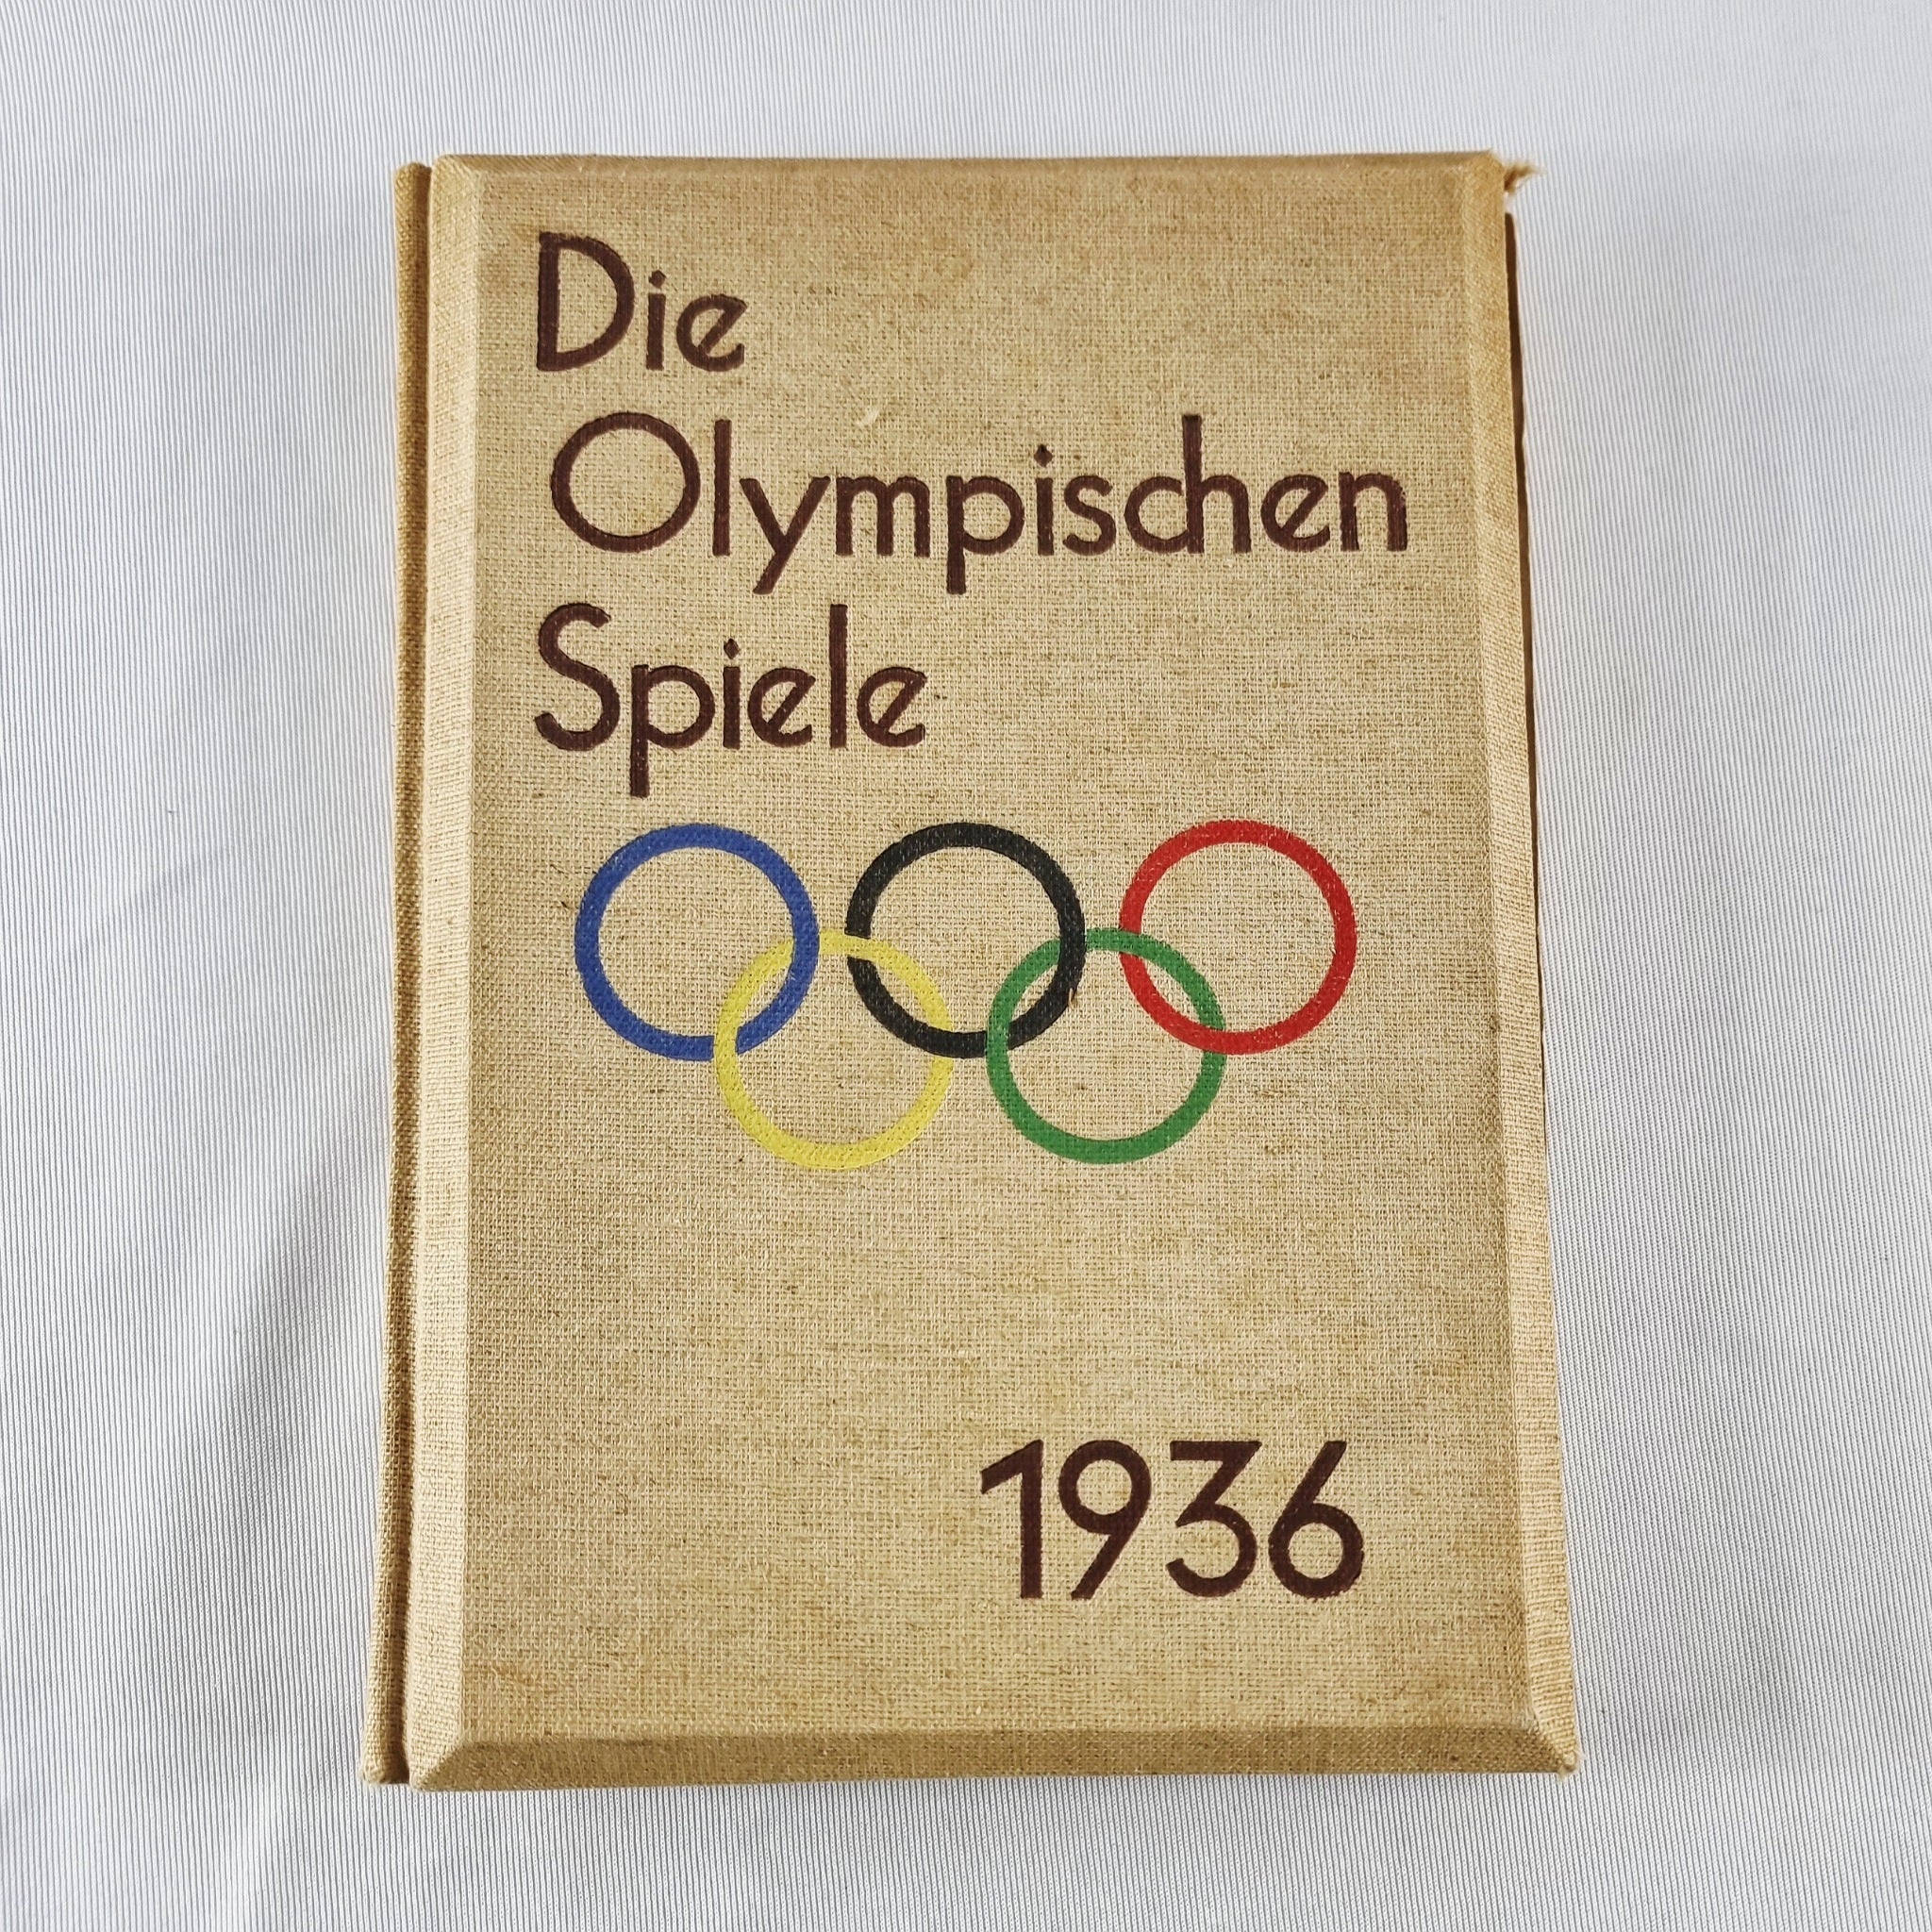 Die
Olympischen
Spiele
1936